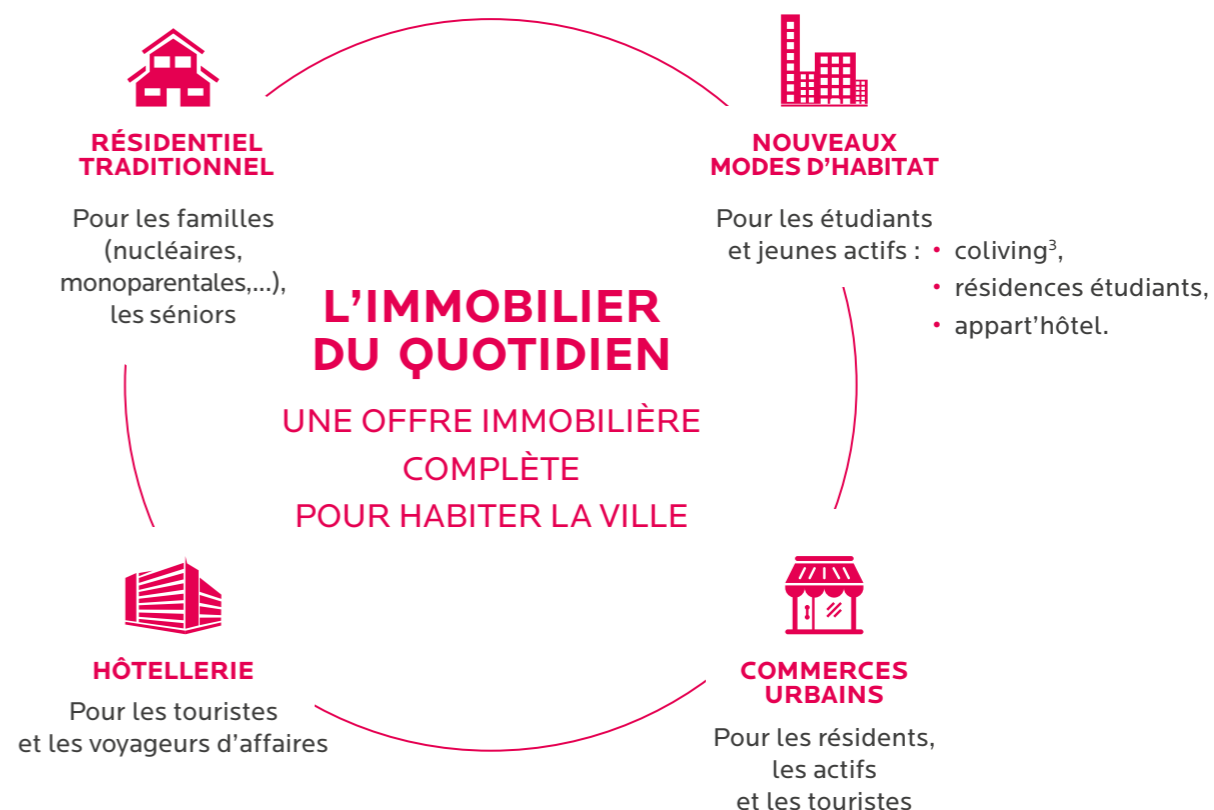 RÉSIDENTIEL
TRADITIONNEL
Pour les familles
(nucléaires,
monoparentales,...),
les séniors
NOUVEAUX
MODES D’HABITAT
Pour les étudiants
et jeunes actifs : • coliving³,
• résidences étudiants,
• appart’hôtel.
L’IMMOBILIER
DU QUOTIDIEN
UNE OFFRE IMMOBILIÈRE
COMPLÈTE
POUR HABITER LA VILLE
HÔTELLERIE
Pour les touristes
et les voyageurs d’affaires
COMMERCES
URBAINS
Pour les résidents,
les actifs
et les touristes